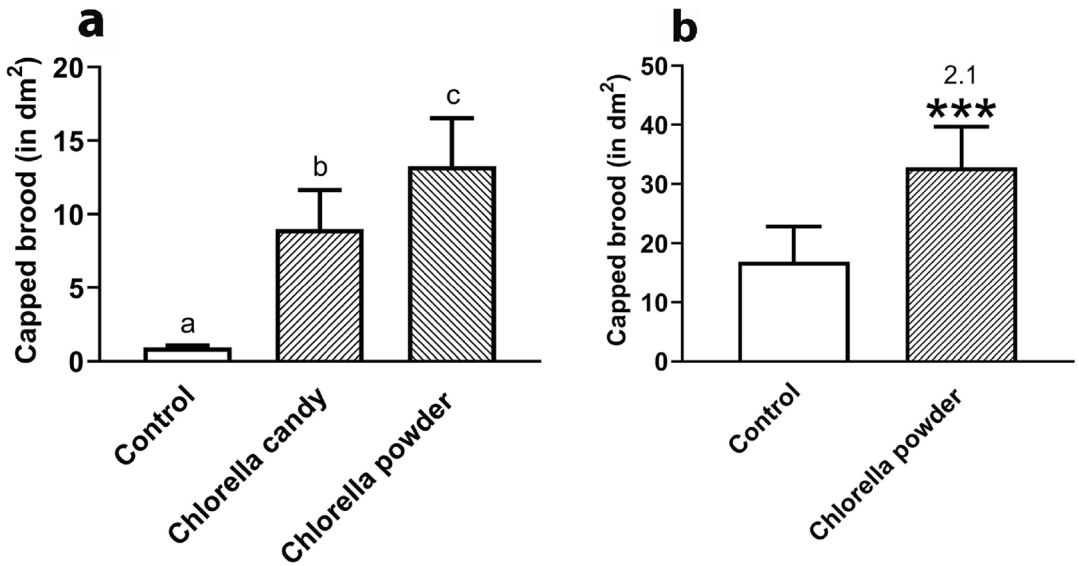 a
Capped brood (in dm²)
20
15
10
5
0
a
b
c
Control
Chlorella candy
Chlorella powder
b
Capped brood (in dm²)
50
40
30
20
10
0
2.1
***
Control
Chlorella powder